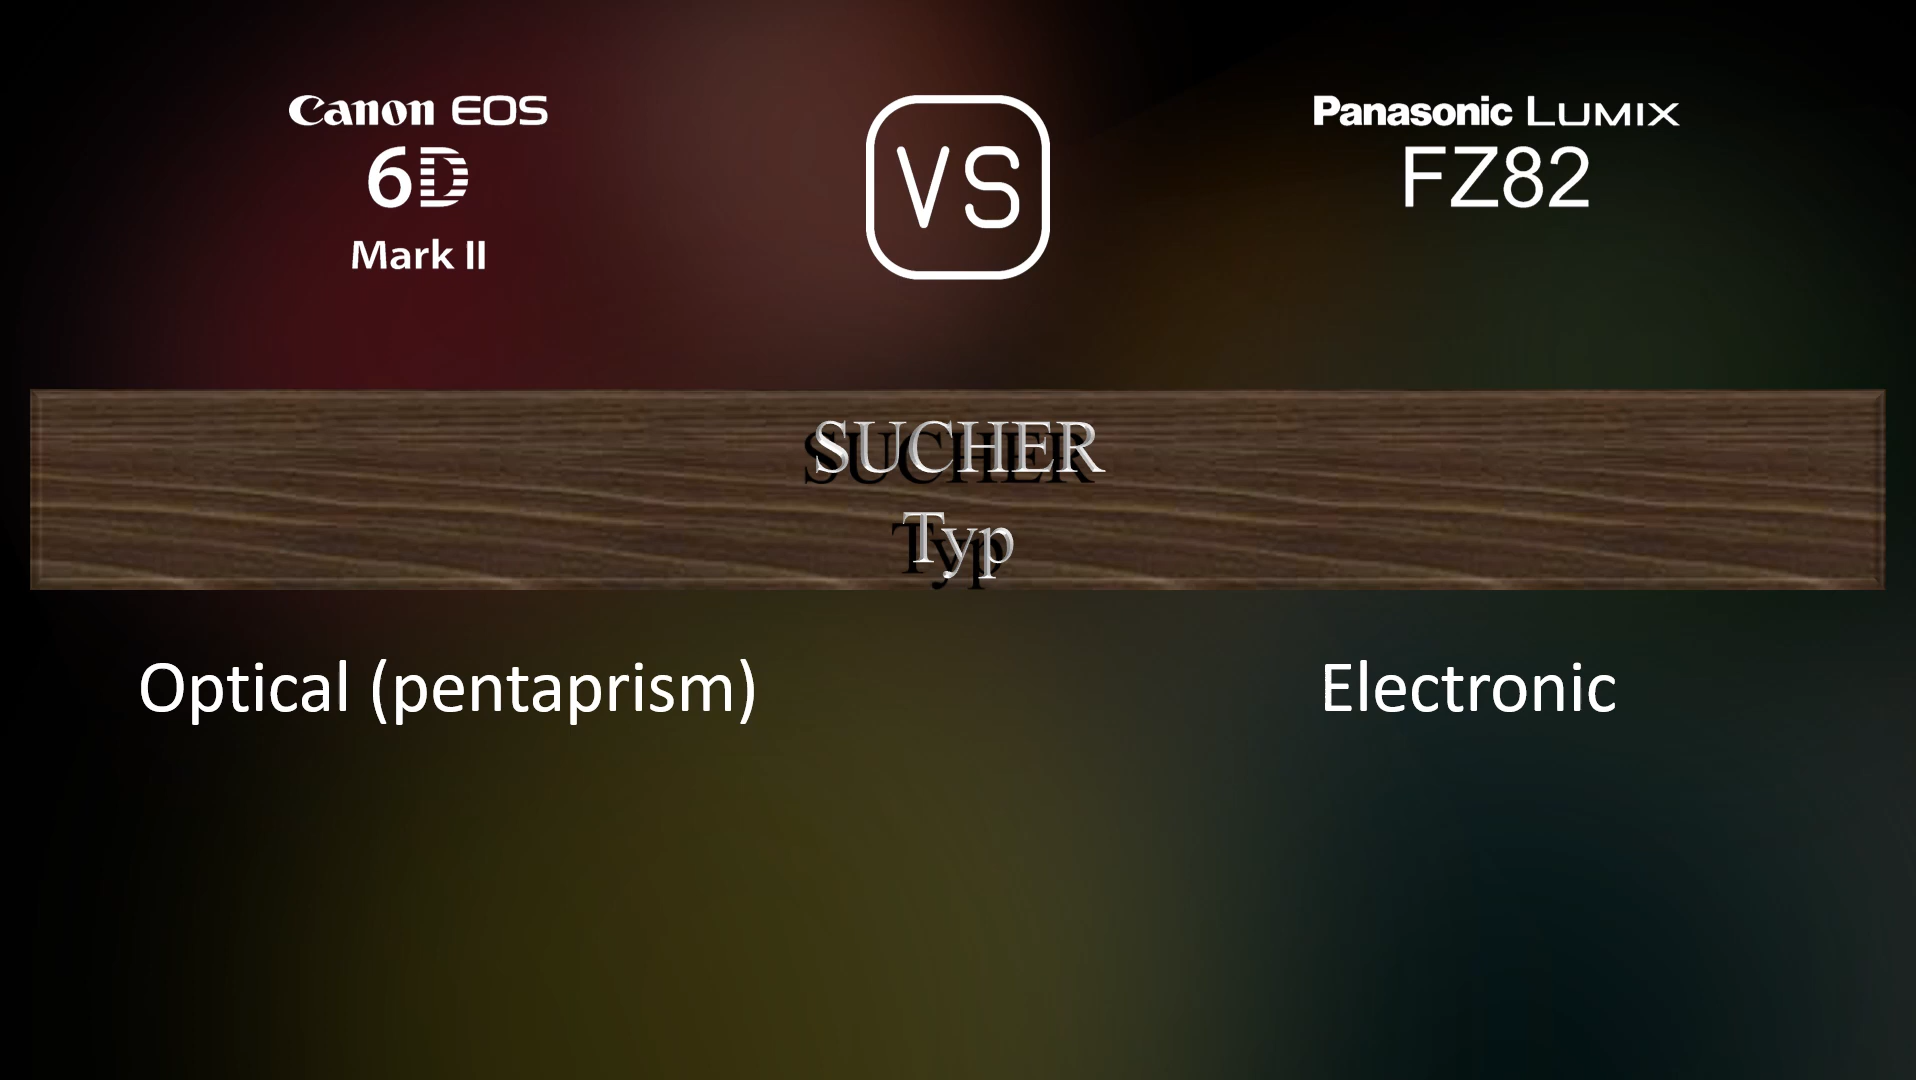 Canon EOS
6D
Mark II
VS
Panasonic LUMIX
FZ82
SUCHER
Typ
Optical (pentaprism)
Electronic